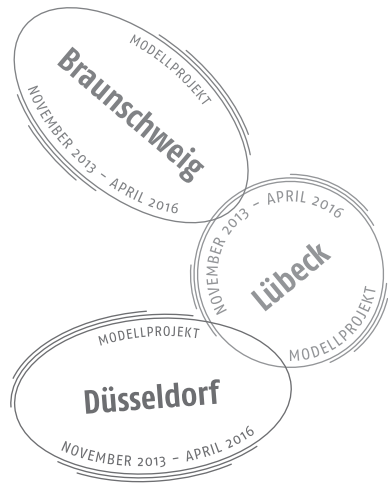 MODELLPROJEKT
Braunschweig
NOVEMBER 2013 – APRIL 2016
NOVEMBER 2013 – APRIL 2016
Lübeck
MODELLPROJEKT
MODELLPROJEKT
Düsseldorf
NOVEMBER 2013 – APRIL 2016